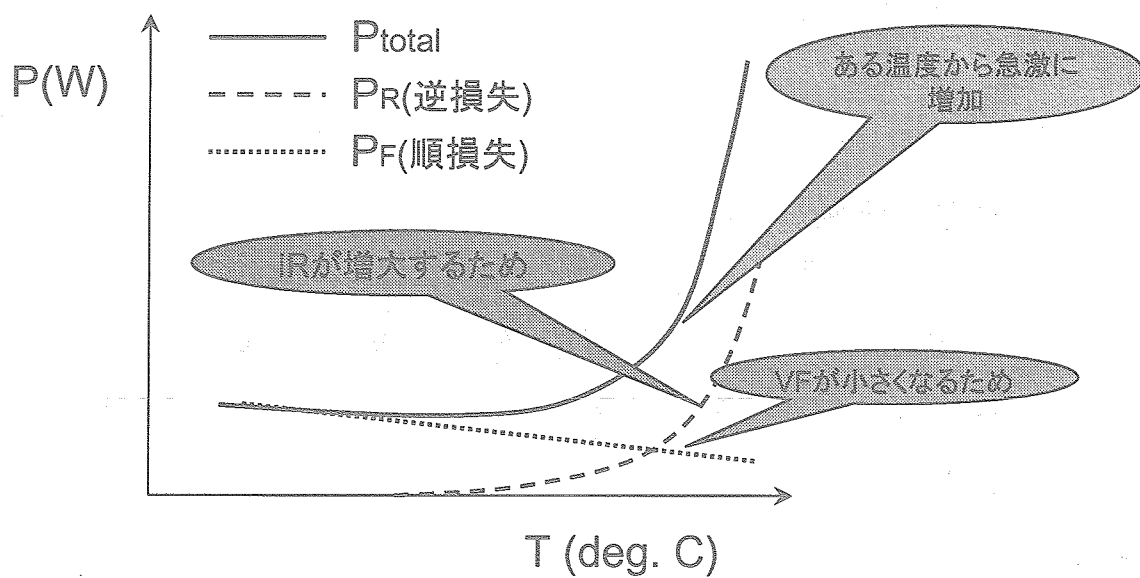 P(W)
Ptotal
PR(逆損失)
PF(順損失)
ある温度から急激に
増加
IRが増大するため
VFが小さくなるため
T (deg. C)